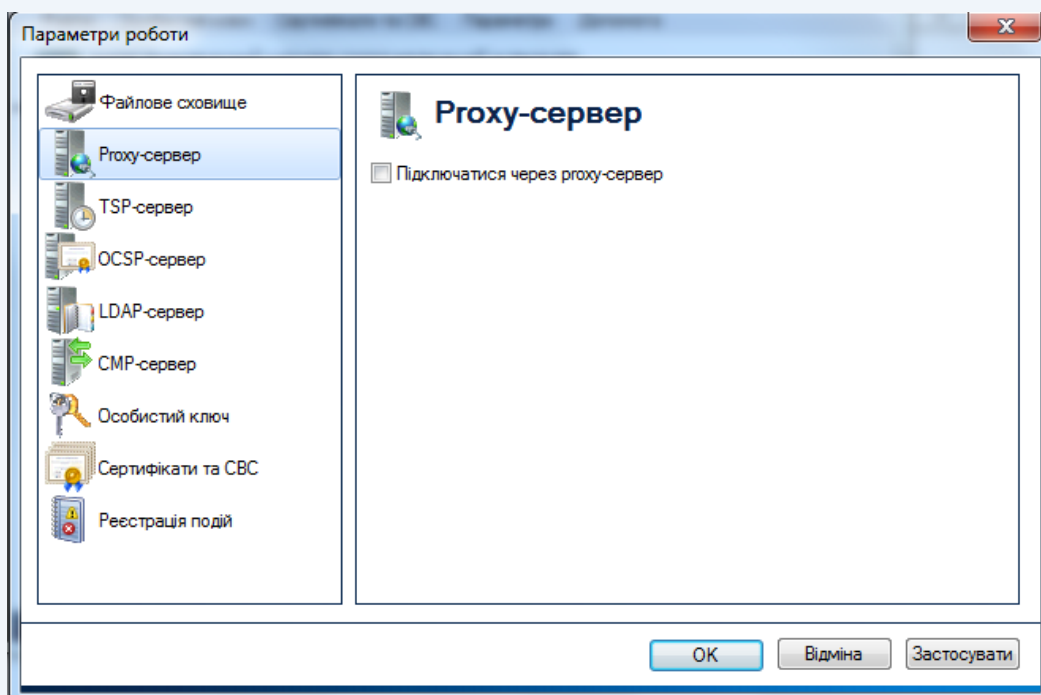 Параметри роботи
Файлове сховище
Proxy-сервер
TSP-сервер
OCSP-сервер
LDAP-сервер
CMP-сервер
Особистий ключ
Сертифікати та СВС
Реєстрація подій
Proxy-сервер
Підключатися через proxy-сервер
OK
Відміна
Застосувати